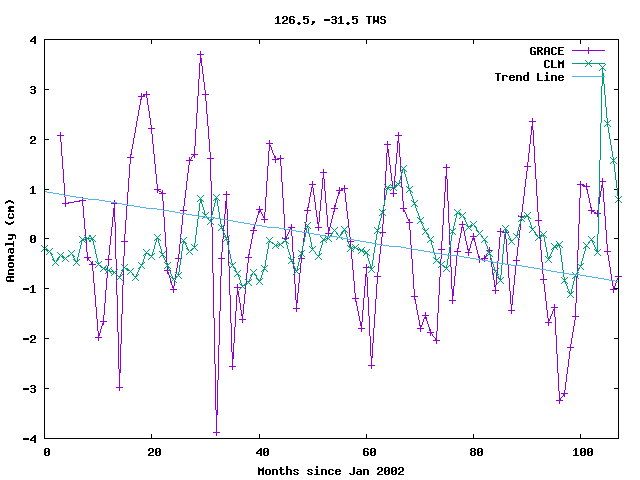 126.5, -31.5 TWS
GRACE
CLM
Trend Line
4
3
2
1
0
-1
-2
-3
-4
Anomaly (cm)
0 20 40 60 80 100
Months since Jan 2002